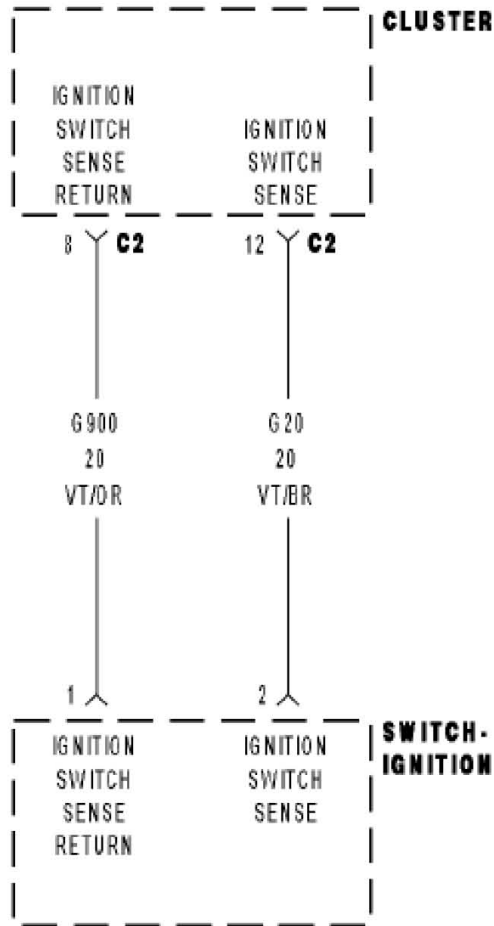 CLUSTER
IGNITION
SWITCH
SENSE
RETURN
IGNITION
SWITCH
SENSE
8 C2
12 C2
G900
20
VT/OR
G20
20
VT/BR
1
2
SWITCH-
IGNITION
IGNITION
SWITCH
SENSE
RETURN
IGNITION
SWITCH
SENSE